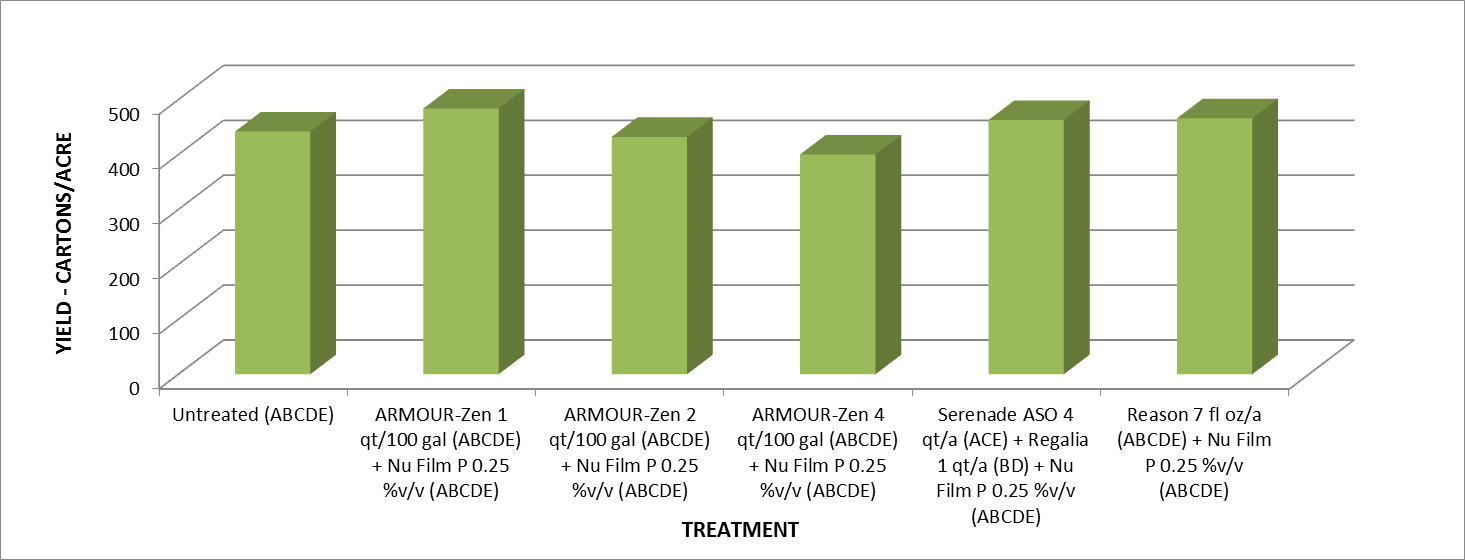 YIELD - CARTONS/ACRE
500
400
300
200
100
0
Untreated (ABCDE)
ARMOUR-Zen 1
qt/100 gal (ABCDE)
+ Nu Film P 0.25
%v/v (ABCDE)
ARMOUR-Zen 2
qt/100 gal (ABCDE)
+ Nu Film P 0.25
%v/v (ABCDE)
ARMOUR-Zen 4
qt/100 gal (ABCDE)
+ Nu Film P 0.25
%v/v (ABCDE)
Serenade ASO 4
qt/a (ACE) + Regalia
1 qt/a (BD) + Nu
Film P 0.25 %v/v
(ABCDE)
Reason 7 fl oz/a
(ABCDE) + Nu Film
P 0.25 %v/v
(ABCDE)
TREATMENT